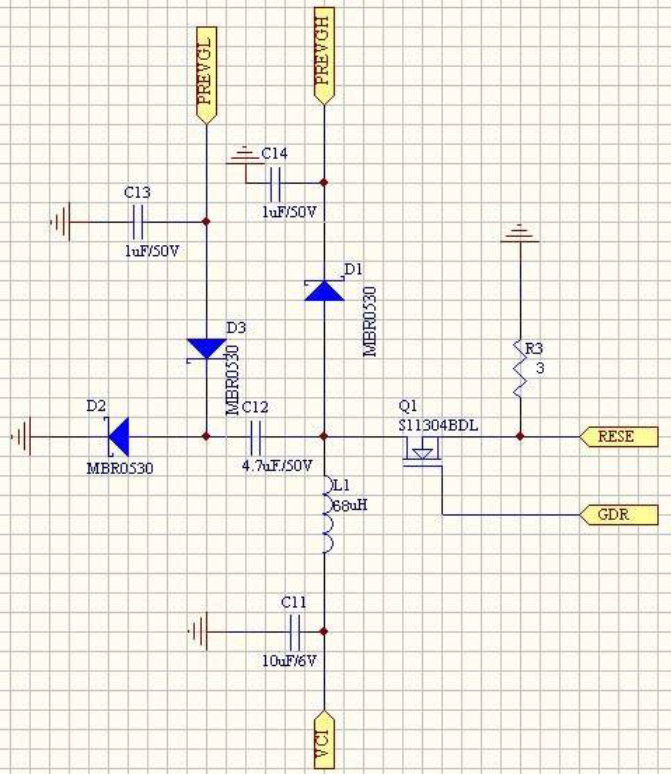 PREVGL
PREVGH
C14
1uF/50V
C13
1uF/50V
D1
MBR0530
D3
MBR0530
R3
3
D2
MBR0530
C12
4.7uF/50V
Q1
S11304BDL
RESE
GDR
L1
68uH
C11
10uF/6V
VCI